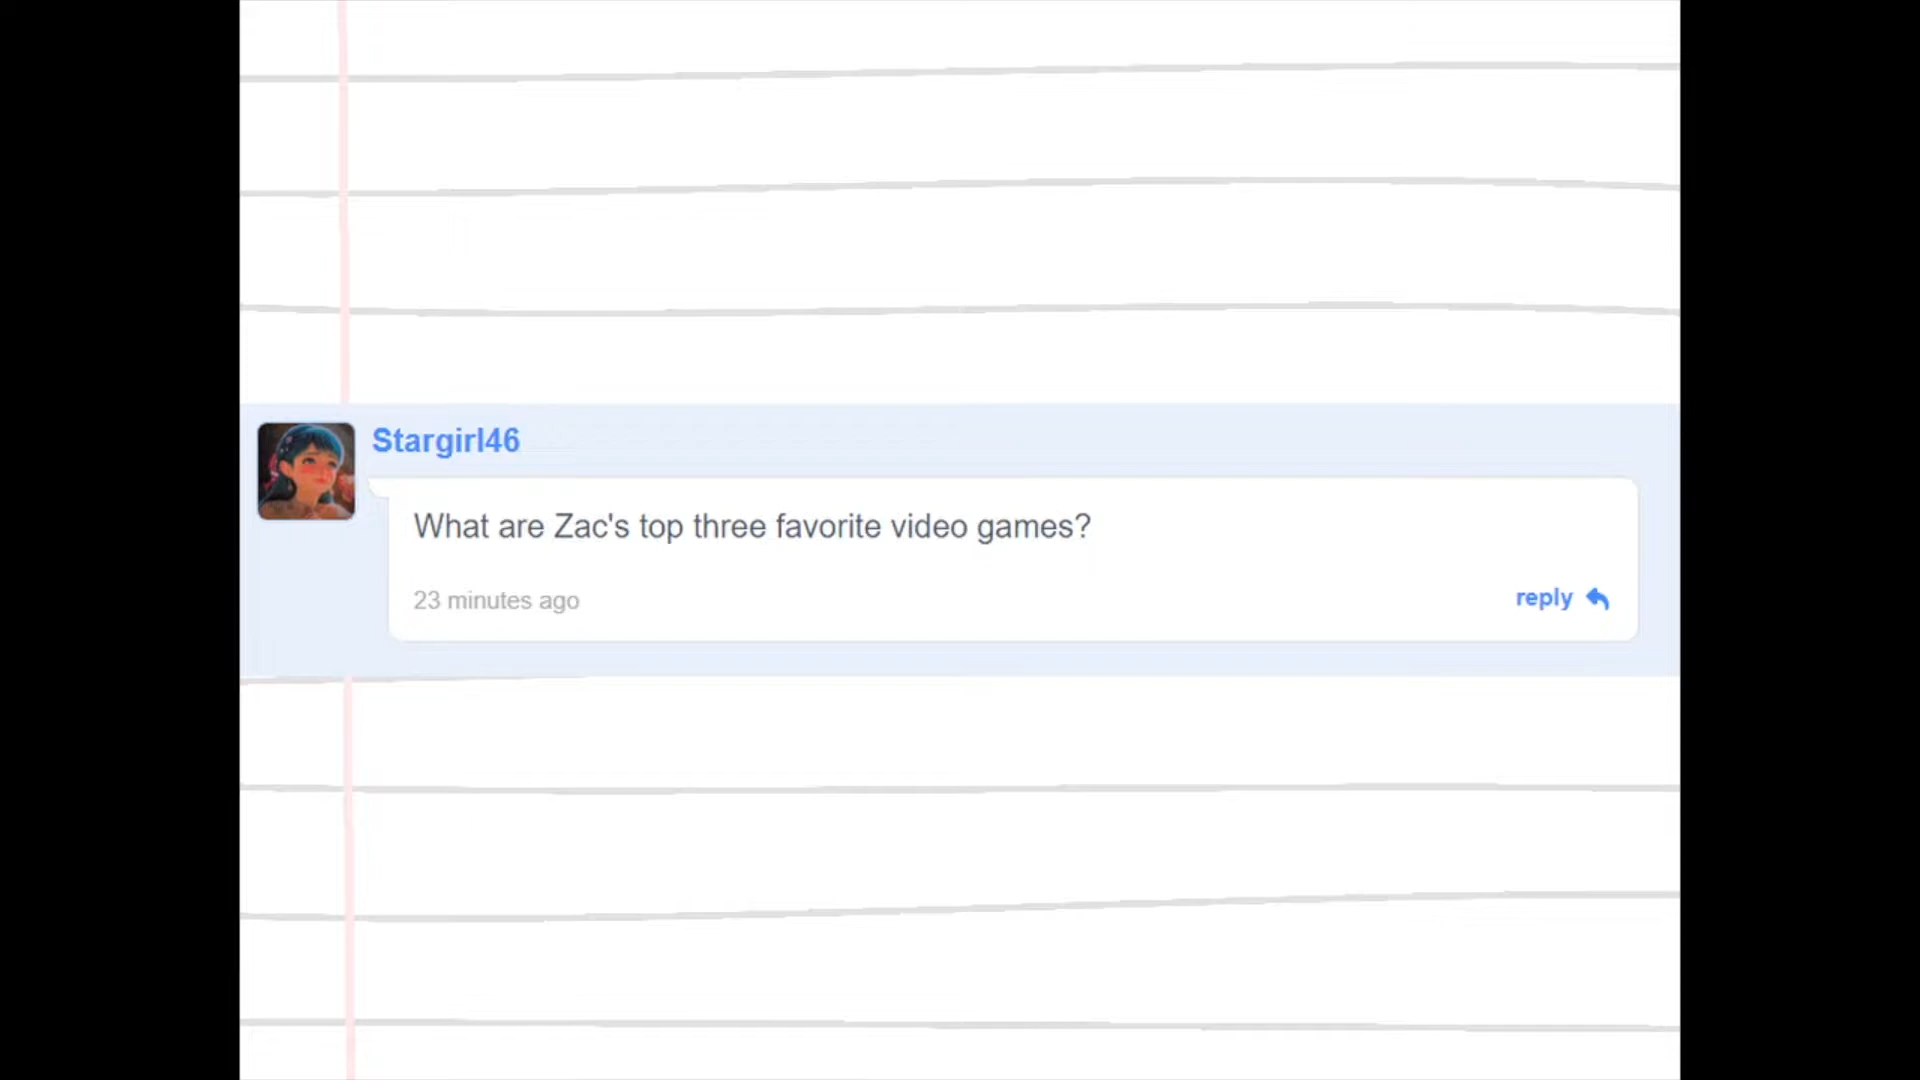 Stargirl46
What are Zac's top three favorite video games?
23 minutes ago
reply